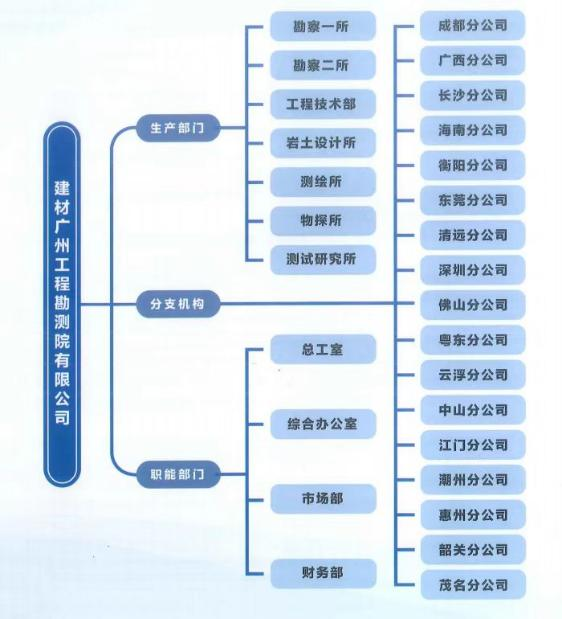 建材广州工程勘测院有限公司
生产部门
勘察一所
勘察二所
工程技术部
岩土设计所
测绘所
物探所
测试研究所
分支机构
成都分公司
广西分公司
长沙分公司
海南分公司
衡阳分公司
东莞分公司
清远分公司
深圳分公司
佛山分公司
粤东分公司
云浮分公司
中山分公司
江门分公司
潮州分公司
惠州分公司
韶关分公司
茂名分公司
职能部门
总工室
综合办公室
市场部
财务部